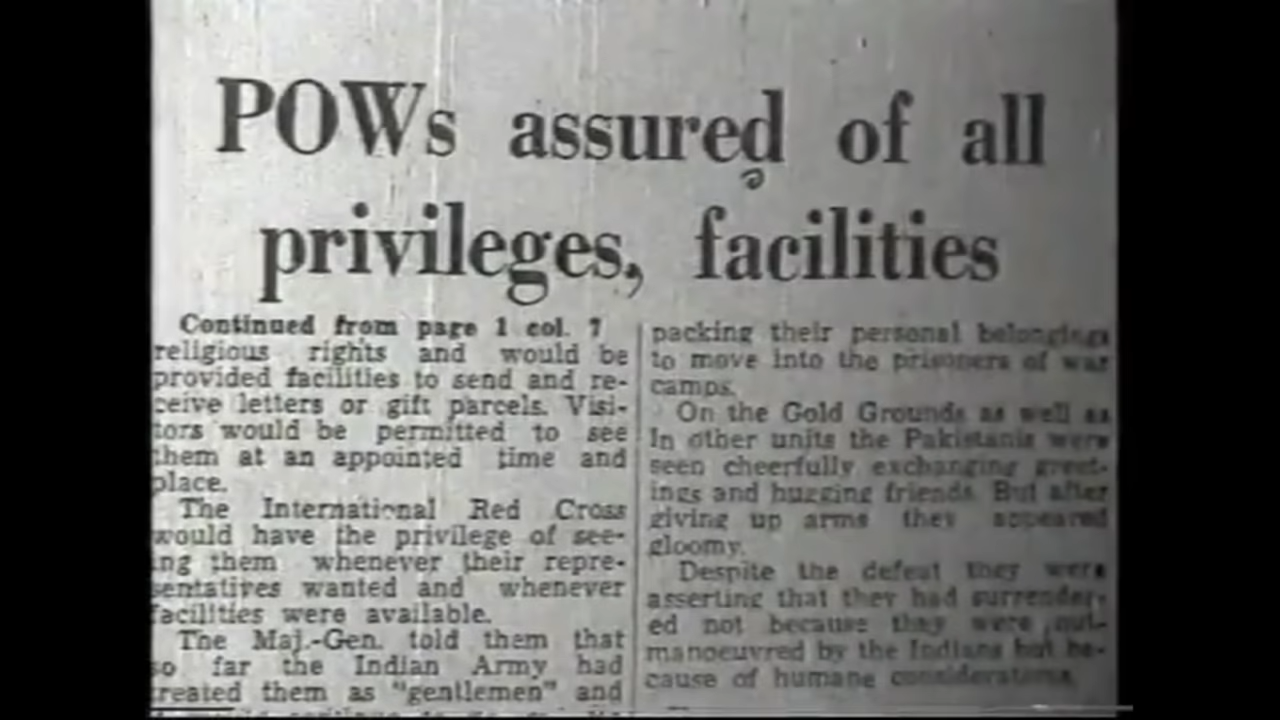 POWs assured of all
privileges, facilities
Continued from page 1 col. 7
religious rights and would be
provided facilities to send and re-
ceive letters or gift parcels. Visi-
tors would be permitted to see
them at an appointed time and
place.
The International Red Cross
would have the privilege of see-
ing them whenever their repre-
sentatives wanted and whenever
facilities were available.
The Maj.-Gen. told them that
so far the Indian Army had
treated them as "gentlemen" and
packing their personal belongings
to move into the prisoners of war
camps.
On the Gold Grounds as well as
in other units the Pakistanis were
seen cheerfully exchanging greet-
ings and hugging friends. But after
giving up arms they appeared
gloomy.
Despite the defeat they were
asserting that they had surrender-
ed not because they were out-
manoeuvred by the Indians but be-
cause of humane considerations